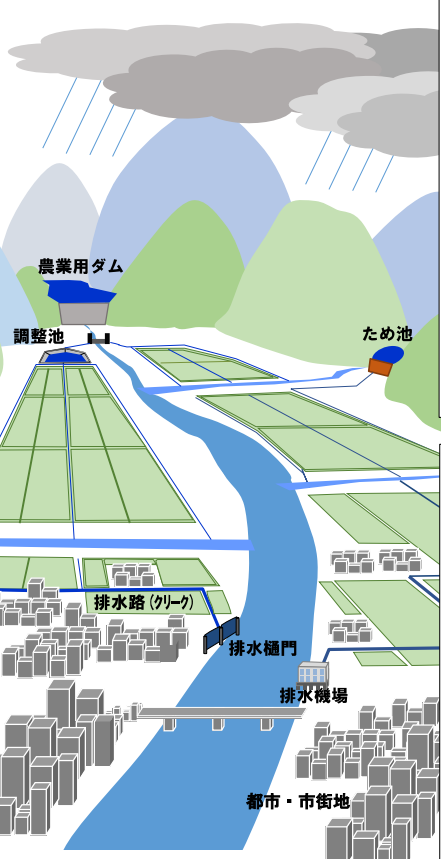 農業用ダム
調整池
ため池
排水路(クリーク)
排水樋門
排水機場
都市・市街地